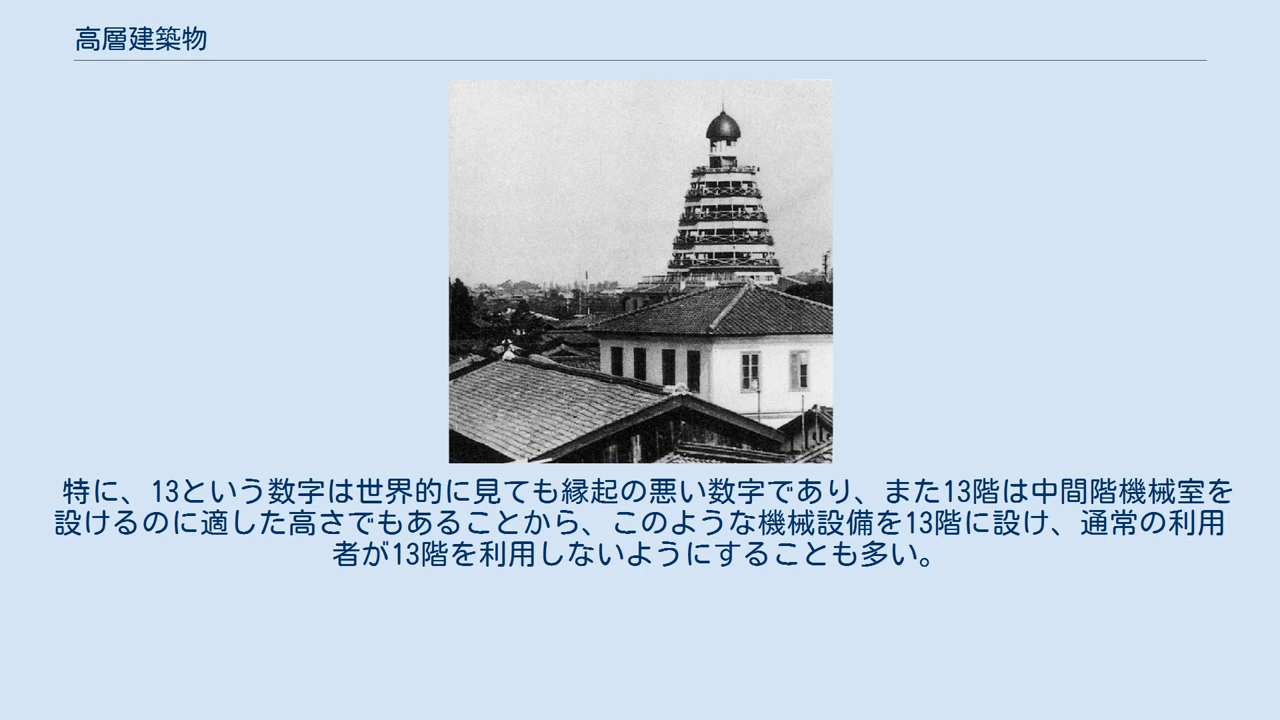 高層建築物
特に、13という数字は世界的に見ても縁起の悪い数字であり、また13階は中間階機械室を
設けるのに適した高さでもあることから、このような機械設備を13階に設け、通常の利用
者が13階を利用しないようにすることも多い。